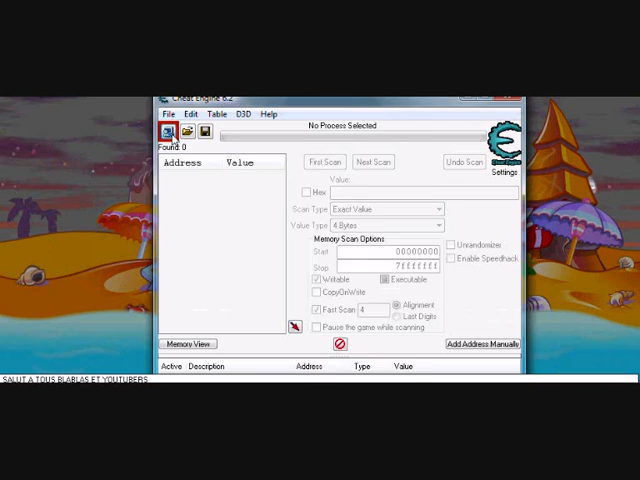 Cheat Engine 6.2
File Edit Table D3D Help
No Process Selected
Found: 0
Address Value
First Scan Next Scan Undo Scan
Settings
Value:
Hex
Scan Type Exact Value
Value Type 4 Bytes
Memory Scan Options
Start 00000000
Stop 7fffffff
Unrandomizer
Enable Speedhack
Writable Executable
CopyOnWrite
Fast Scan 4 Alignment
Last Digits
Pause the game while scanning
Memory View Add Address Manually
Active Description Address Type Value
SALUT A TOUS BLABLAS ET YOUTUBERS